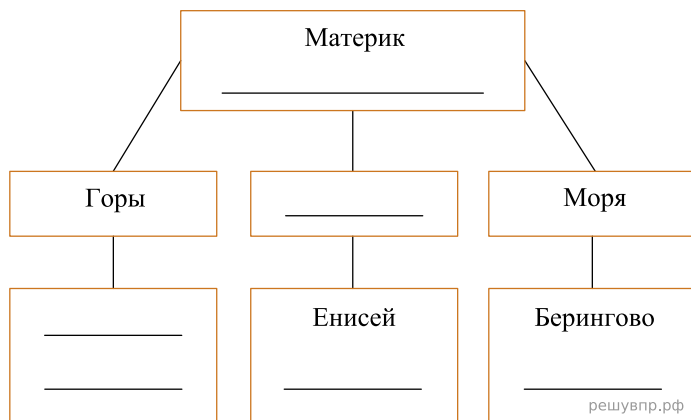 Материк
Горы
Моря
Енисей
Берингово
решувпр.рф